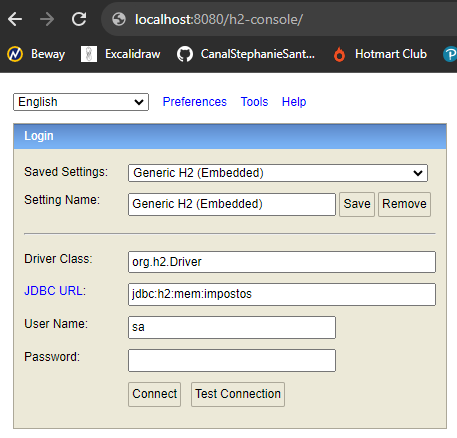 localhost:8080/h2-console/
Beway Excalidraw CanalStephanieSant... Hotmart Club
English Preferences Tools Help
Login
Saved Settings: Generic H2 (Embedded)
Setting Name: Generic H2 (Embedded) Save Remove
Driver Class: org.h2.Driver
JDBC URL: jdbc:h2:mem:impostos
User Name: sa
Password:
Connect Test Connection